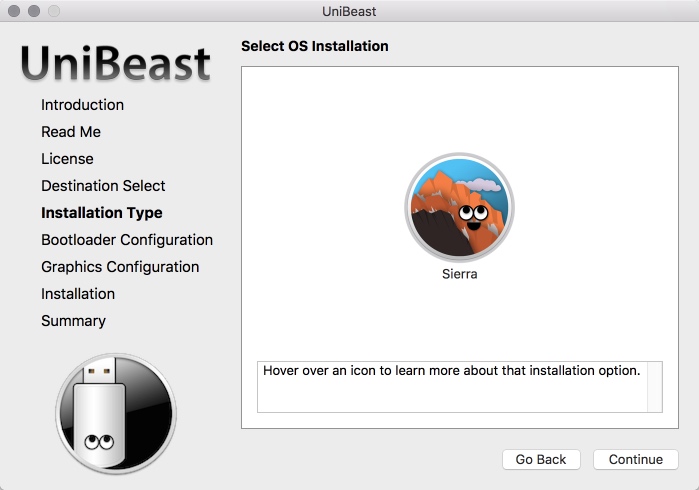 UniBeast
Select OS Installation
UniBeast
Introduction
Read Me
License
Destination Select
Installation Type
Bootloader Configuration
Graphics Configuration
Installation
Summary
Sierra
Hover over an icon to learn more about that installation option.
Go Back
Continue